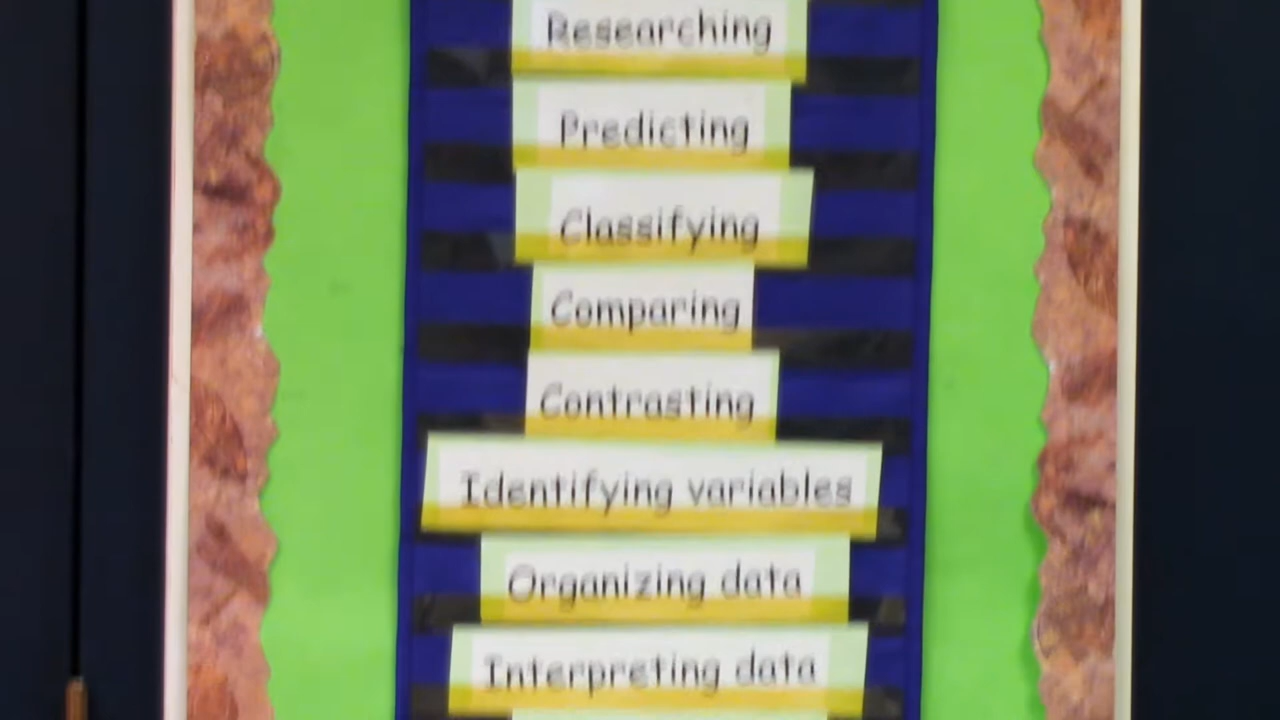 Researching
Predicting
Classifying
Comparing
Contrasting
Identifying variables
Organizing data
Interpreting data